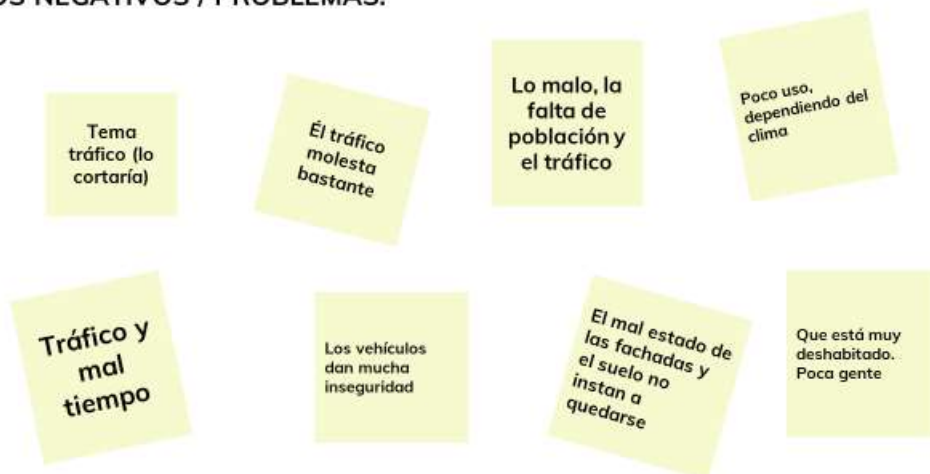 NEGATIVOS / PROBLEMAS:
Tema
tráfico (lo
cortaría)
Él tráfico
molesta
bastante
Lo malo, la
falta de
población y
el tráfico
Poco uso,
dependiendo del
clima
Tráfico y
mal
tiempo
Los vehículos
dan mucha
inseguridad
El mal estado de
las fachadas y
el suelo no
instan a
quedarse
Que está muy
deshabitado.
Poca gente